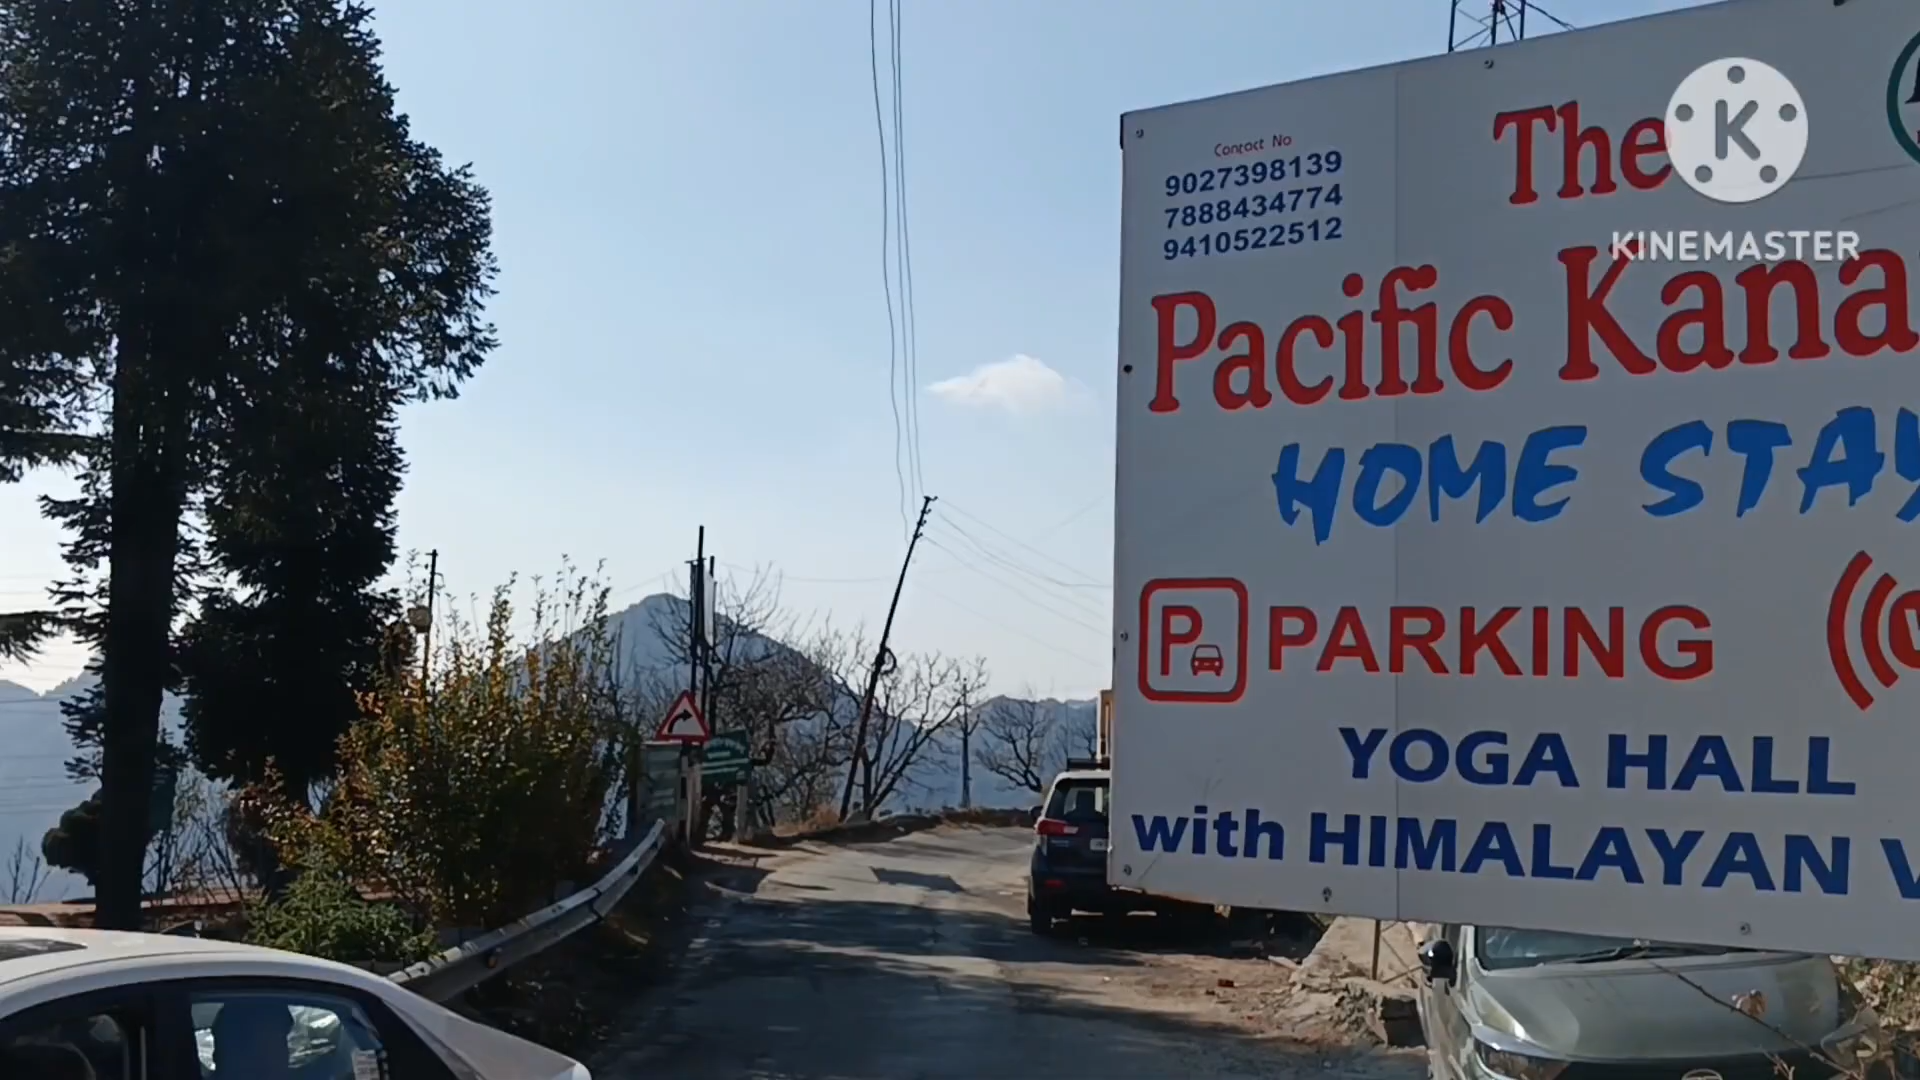 Contact No
9027398139
7888434774
9410522512
The
Pacific Kana
HOME STAY
P PARKING
YOGA HALL
with HIMALAYAN V
K
KINEMASTER